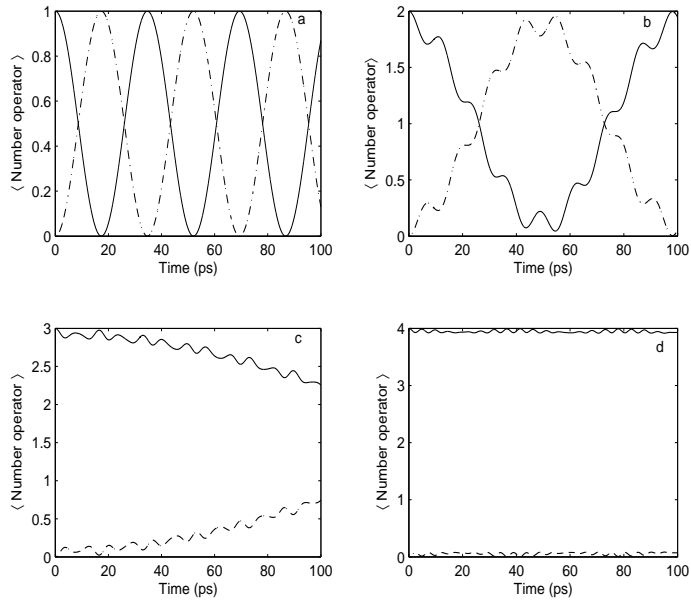 a
1
0.8
0.6
0.4
0.2
0
⟨ Number operator ⟩
0 20 40 60 80 100
Time (ps)
b
2
1.5
1
0.5
0
⟨ Number operator⟩
0 20 40 60 80 100
Time (ps)
c
3
2.5
2
1.5
1
0.5
0
⟨ Number operator ⟩
0 20 40 60 80 100
Time (ps)
d
4
3
2
1
0
⟨ Number operator ⟩
0 20 40 60 80 100
Time (ps)